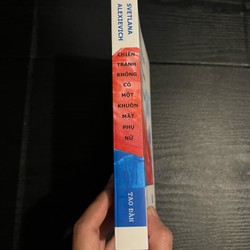 SVETLANA
ALEXIEVICH
CHIẾN
TRANH
KHÔNG
CÓ
MỘT
KHUÔN
MẶT
PHỤ
NỮ
TAO ĐÀN